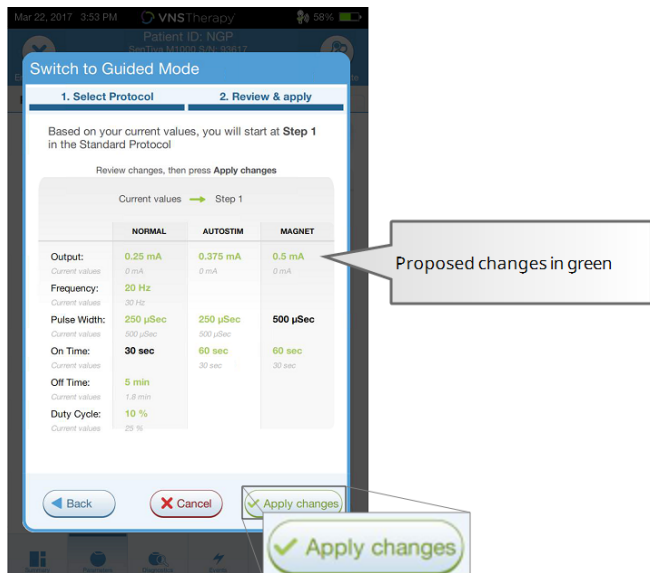 Mar 22, 2017 3:53 PM VNSTherapy 58%
Patient ID: NGP
SenTiva M1000 S/N: 93617
Switch to Guided Mode
1. Select Protocol 2. Review & apply
Based on your current values, you will start at Step 1
in the Standard Protocol
Review changes, then press Apply changes
Current values Step 1
NORMAL AUTOSTIM MAGNET
Output: 0.25 mA 0.375 mA 0.5 mA
Current values 0 mA 0 mA 0 mA
Frequency: 20 Hz
Current values 30 Hz
Pulse Width: 250 µSec 250 µSec 500 µSec
Current values 500 µSec 500 µSec
On Time: 30 sec 60 sec 60 sec
Current values 30 sec 30 sec
Off Time: 5 min
Current values 1.8 min
Duty Cycle: 10 %
Current values 25 %
Back Cancel Apply changes
Apply changes
Summary Parameters Diagnostics Events
Proposed changes in green